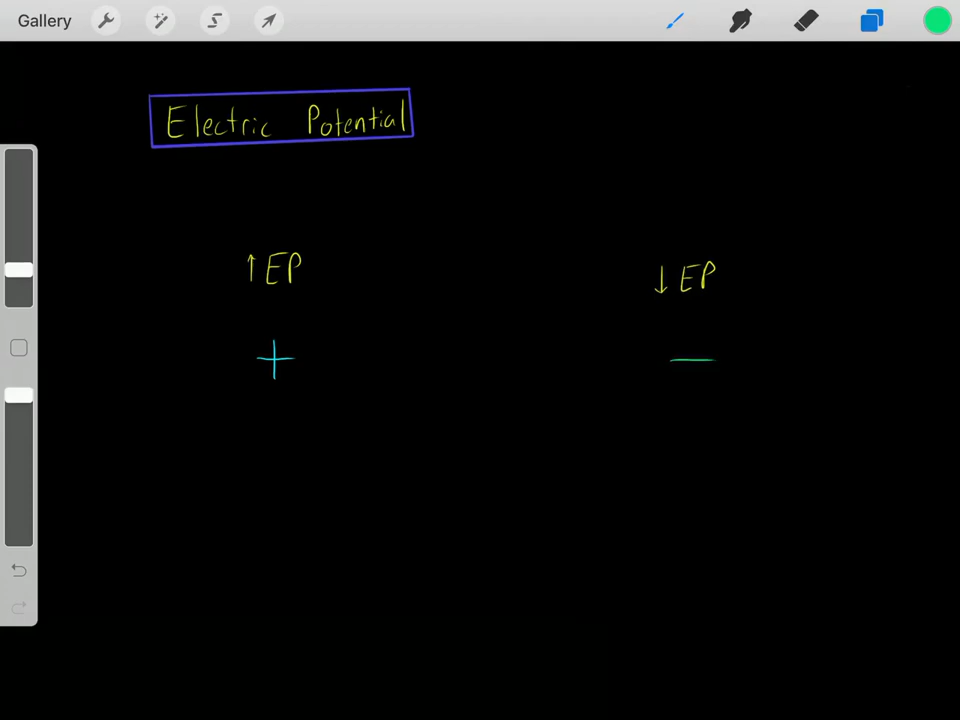 Gallery
Electric Potential
↑ EP
↓ EP
+
—